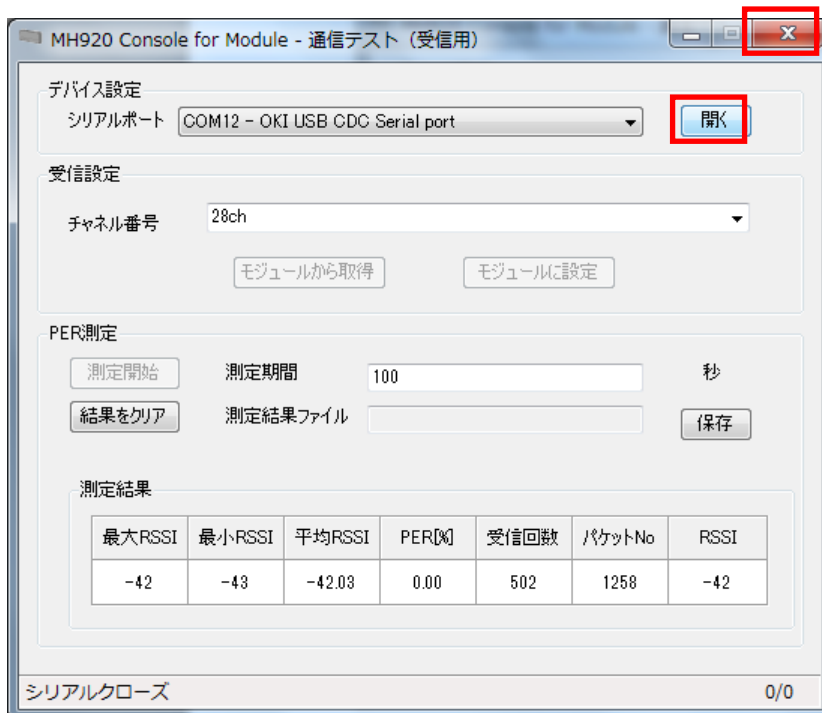 MH920 Console for Module - 通信テスト（受信用）
デバイス設定
シリアルポート COM12 - OKI USB CDC Serial port 開く
受信設定
チャネル番号 28ch
モジュールから取得 モジュールに設定
PER測定
測定開始 測定期間 100 秒
結果をクリア 測定結果ファイル 保存
測定結果
最大RSSI 最小RSSI 平均RSSI PER[%] 受信回数 パケットNo RSSI
-42 -43 -42.03 0.00 502 1258 -42
シリアルクローズ 0/0